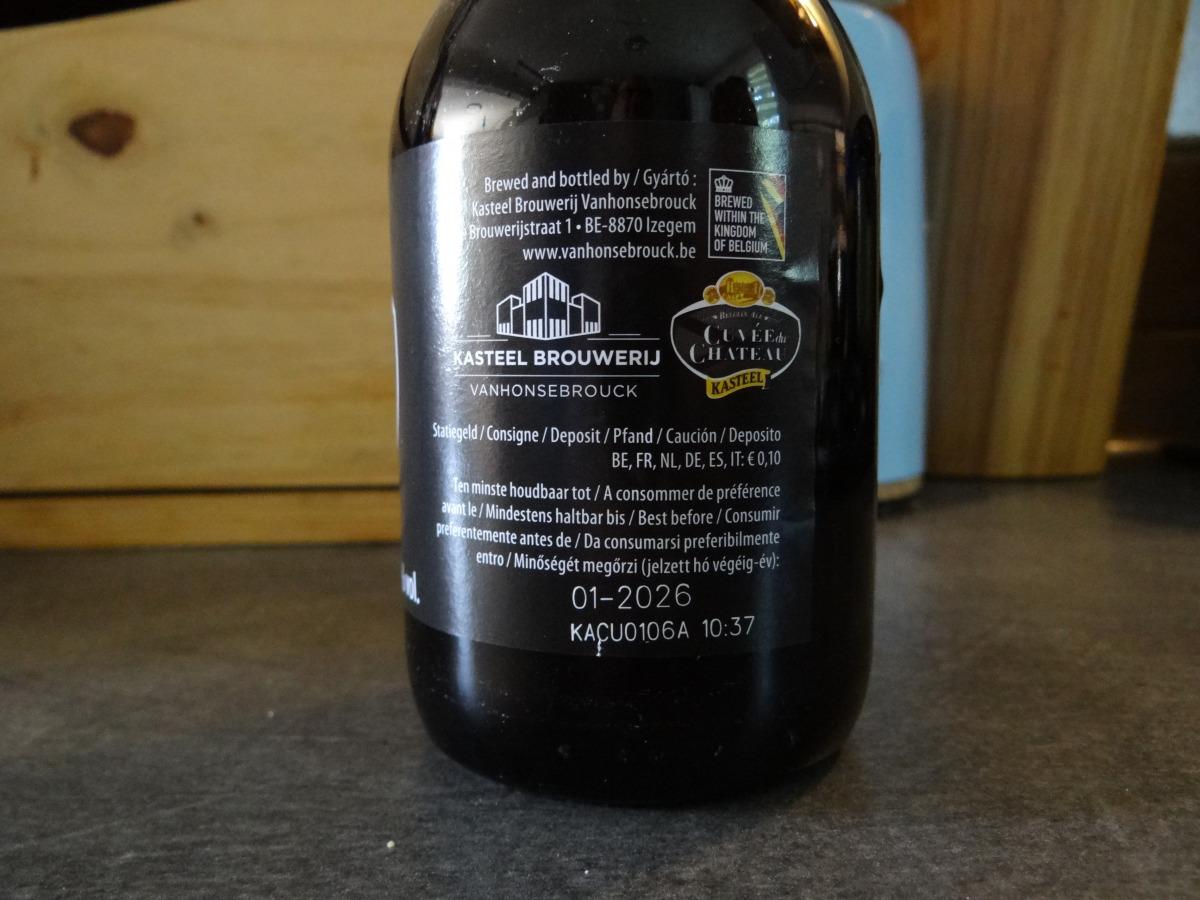 Brewed and bottled by / Gyártó :
Kasteel Brouwerij Vanhonsebrouck
Brouwerijstraat 1 • BE-8870 Izegem
www.vanhonsebrouck.be
BREWED
WITHIN THE
KINGDOM
OF BELGIUM
KASTEEL BROUWERIJ
VANHONSEBROUCK
BELGIAN ALE
CUVÉE du
CHATEAU
KASTEEL
Statiegeld / Consigne / Deposit / Pfand / Caución / Deposito
BE, FR, NL, DE, ES, IT: € 0,10
Ten minste houdbaar tot / A consommer de préférence
avant le / Mindestens haltbar bis / Best before / Consumir
preferentemente antes de / Da consumarsi preferibilmente
entro / Minőségét megőrzi (jelzett hó végéig-év):
01-2026
KACU0106A 10:37
vol.